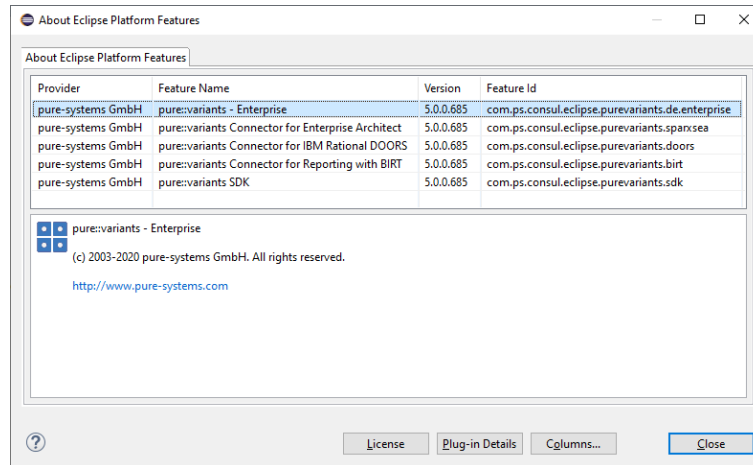 About Eclipse Platform Features
About Eclipse Platform Features
Provider Feature Name Version Feature Id
pure-systems GmbH pure::variants - Enterprise 5.0.0.685 com.ps.consul.eclipse.purevariants.de.enterprise
pure-systems GmbH pure::variants Connector for Enterprise Architect 5.0.0.685 com.ps.consul.eclipse.purevariants.sparxsea
pure-systems GmbH pure::variants Connector for IBM Rational DOORS 5.0.0.685 com.ps.consul.eclipse.purevariants.doors
pure-systems GmbH pure::variants Connector for Reporting with BIRT 5.0.0.685 com.ps.consul.eclipse.purevariants.birt
pure-systems GmbH pure::variants SDK 5.0.0.685 com.ps.consul.eclipse.purevariants.sdk
pure::variants - Enterprise
(c) 2003-2020 pure-systems GmbH. All rights reserved.
http://www.pure-systems.com
? License Plug-in Details Columns... Close